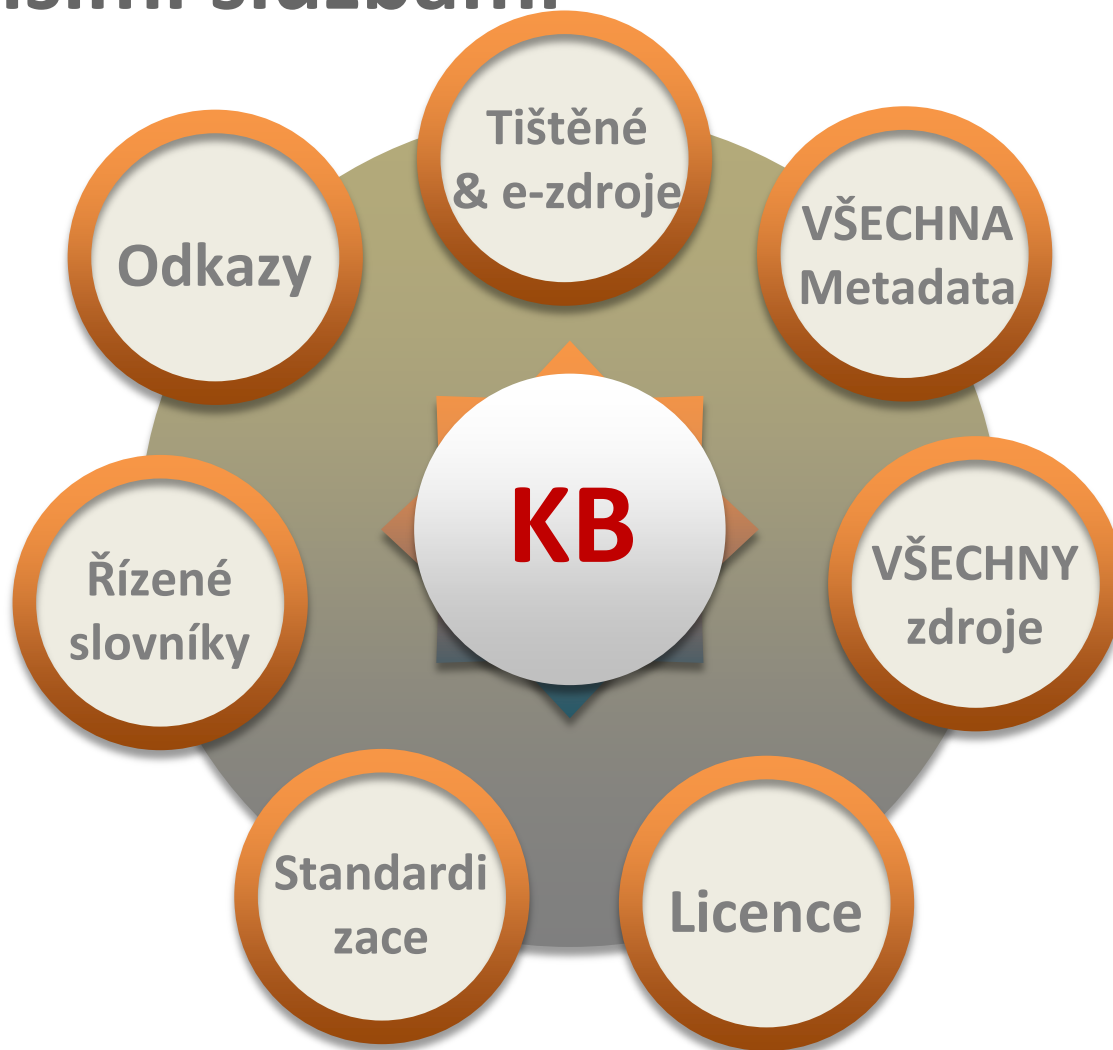 Tištěné
& e-zdroje
VŠECHNA
Metadata
VŠECHNY
zdroje
Licence
Standardi
zace
Řízené
slovníky
Odkazy
KB